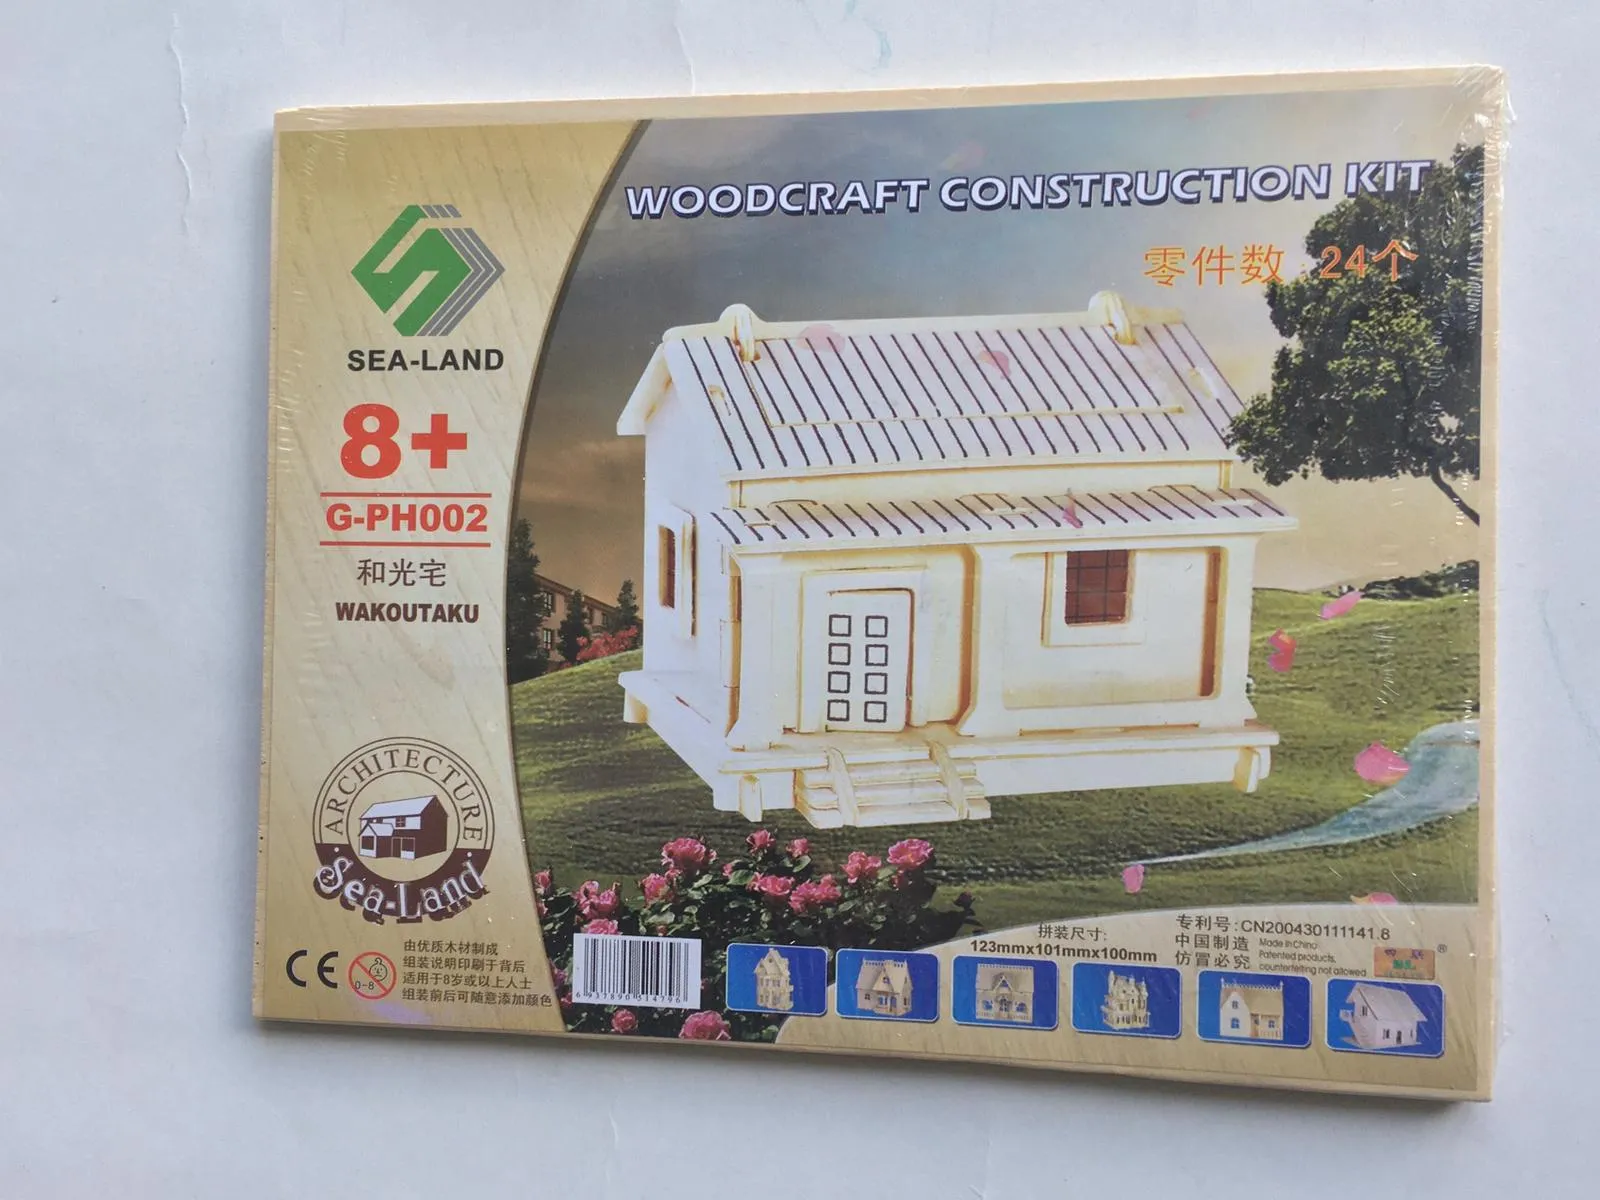 WOODCRAFT CONSTRUCTION KIT
零件数：24个
SEA-LAND
8+
G-PH002
和光宅
WAKOUTAKU
ARCHITECTURE
Sea-Land
CE
0-8
由优质木材制成
组装说明印刷于背后
适用于8岁或以上人士
组装前后可随意添加颜色
6 937890 514796
拼装尺寸:
123mmx101mmx100mm
专利号:CN200430111141.8
中国制造
仿冒必究
Made in China
Patented products,
counterfeiting not allowed
®